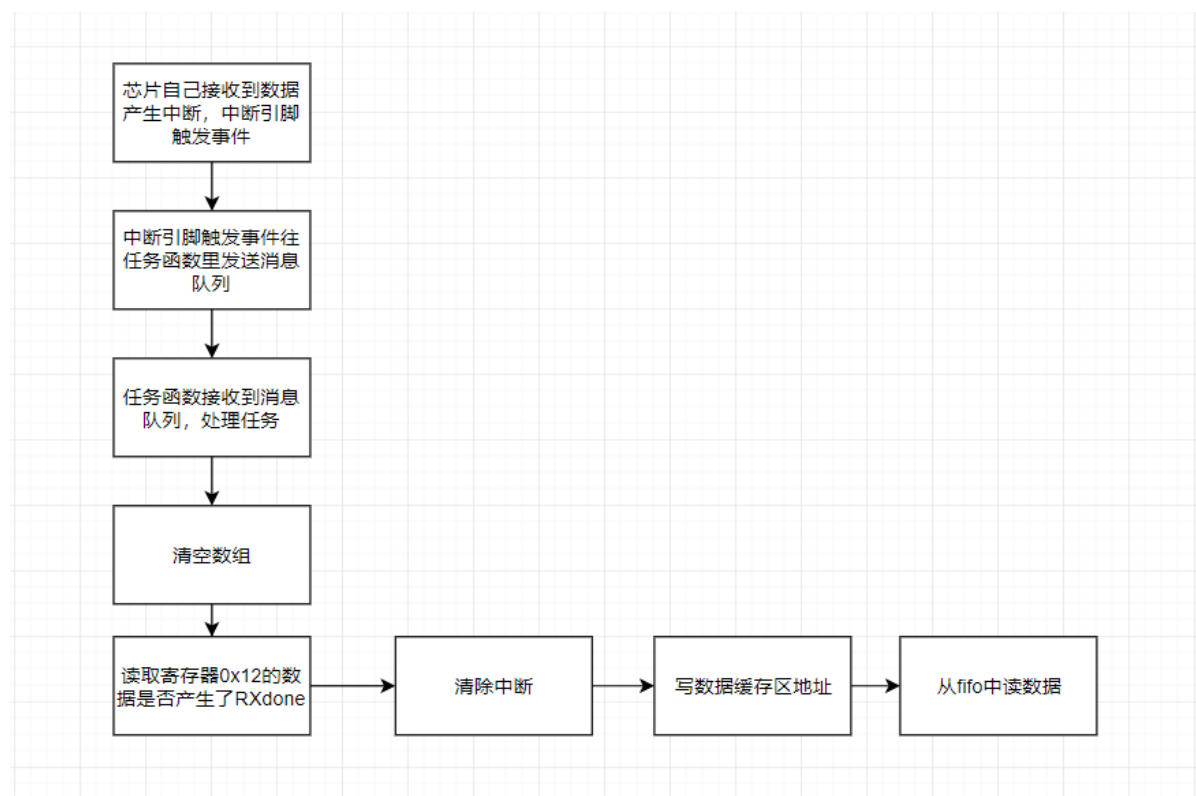 芯片自己接收到数据
产生中断，中断引脚
触发事件
中断引脚触发事件往
任务函数里发送消息
队列
任务函数接收到消息
队列，处理任务
清空数组
读取寄存器0x12的数
据是否产生了RXdone
清除中断
写数据缓存区地址
从fifo中读数据